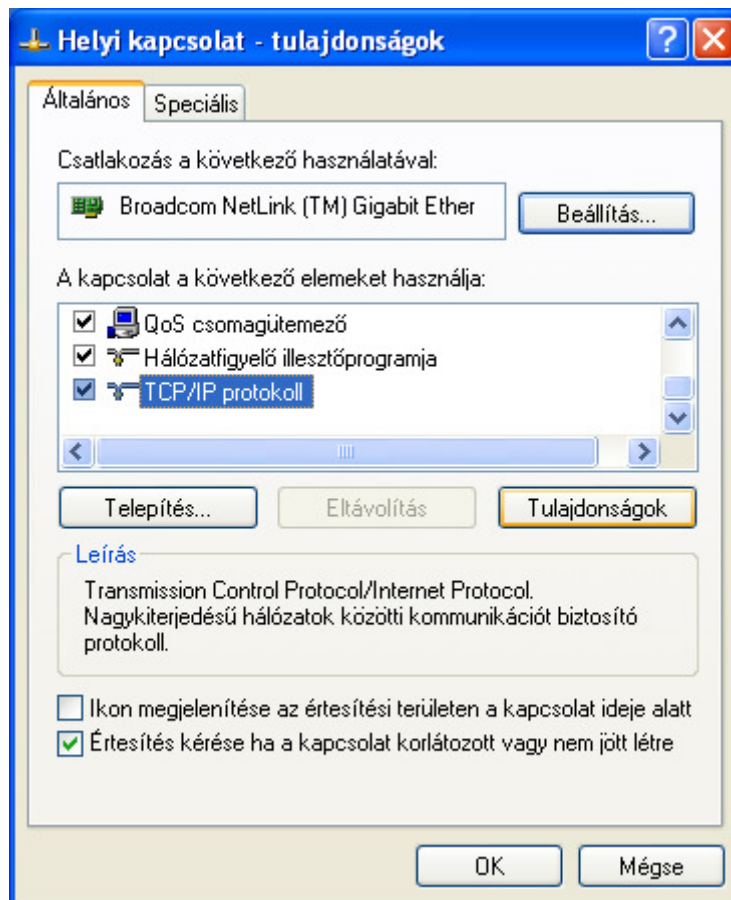 Helyi kapcsolat - tulajdonságok
Általános
Speciális
Csatlakozás a következő használatával:
Broadcom NetLink (TM) Gigabit Ether
Beállítás...
A kapcsolat a következő elemeket használja:
QoS csomagütemező
Hálózatfigyelő illesztőprogramja
TCP/IP protokoll
Telepítés...
Eltávolítás
Tulajdonságok
Leírás
Transmission Control Protocol/Internet Protocol.
Nagykiterjedésű hálózatok közötti kommunikációt biztosító
protokoll.
Ikon megjelenítése az értesítési területen a kapcsolat ideje alatt
Értesítés kérése ha a kapcsolat korlátozott vagy nem jött létre
OK
Mégse